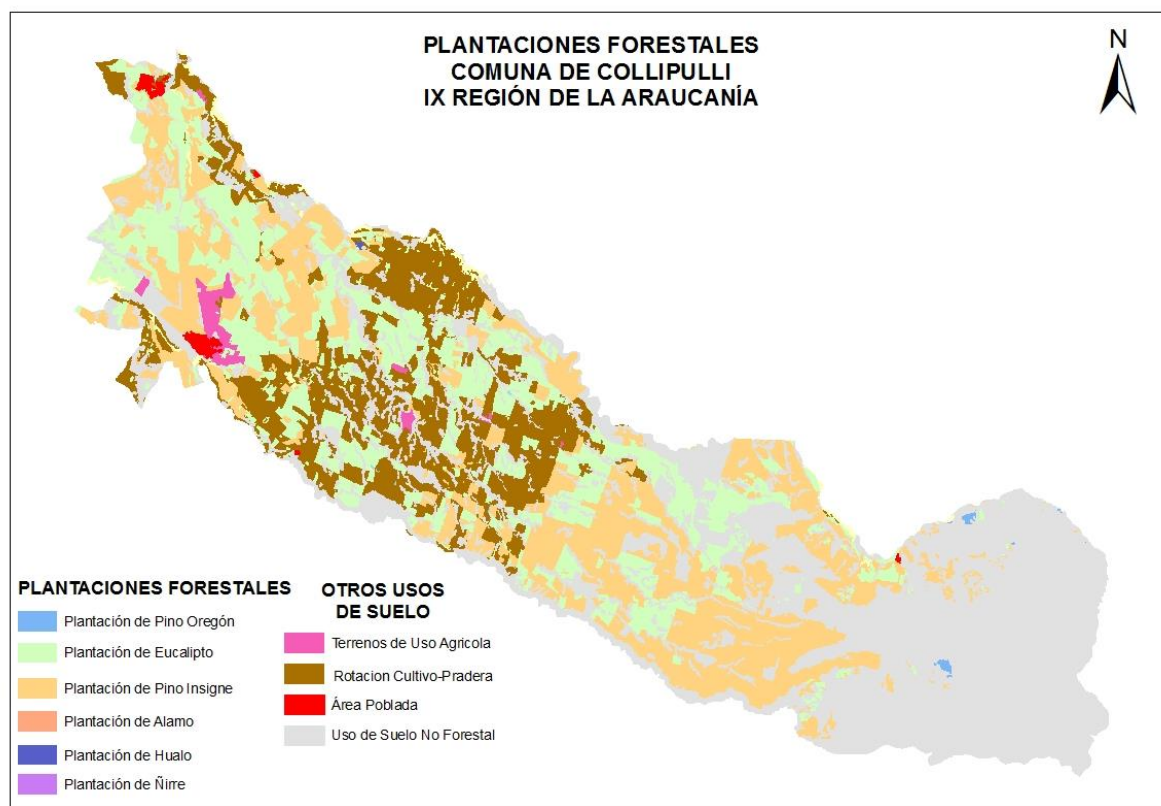 PLANTACIONES FORESTALES
COMUNA DE COLLIPULLI
IX REGIÓN DE LA ARAUCANÍA
N
PLANTACIONES FORESTALES
Plantación de Pino Oregón
Plantación de Eucalipto
Plantación de Pino Insigne
Plantación de Alamo
Plantación de Hualo
Plantación de Ñirre
OTROS USOS
DE SUELO
Terrenos de Uso Agricola
Rotacion Cultivo-Pradera
Área Poblada
Uso de Suelo No Forestal